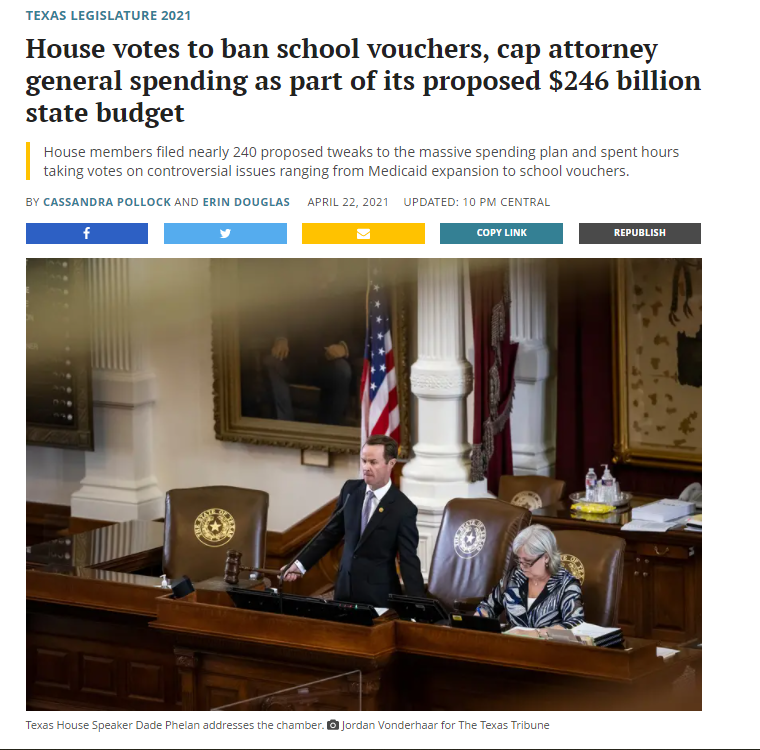 TEXAS LEGISLATURE 2021
House votes to ban school vouchers, cap attorney
general spending as part of its proposed $246 billion
state budget
House members filed nearly 240 proposed tweaks to the massive spending plan and spent hours
taking votes on controversial issues ranging from Medicaid expansion to school vouchers.
BY CASSANDRA POLLOCK AND ERIN DOUGLAS APRIL 22, 2021 UPDATED: 10 PM CENTRAL
COPY LINK
REPUBLISH
Texas House Speaker Dade Phelan addresses the chamber. Jordan Vonderhaar for The Texas Tribune